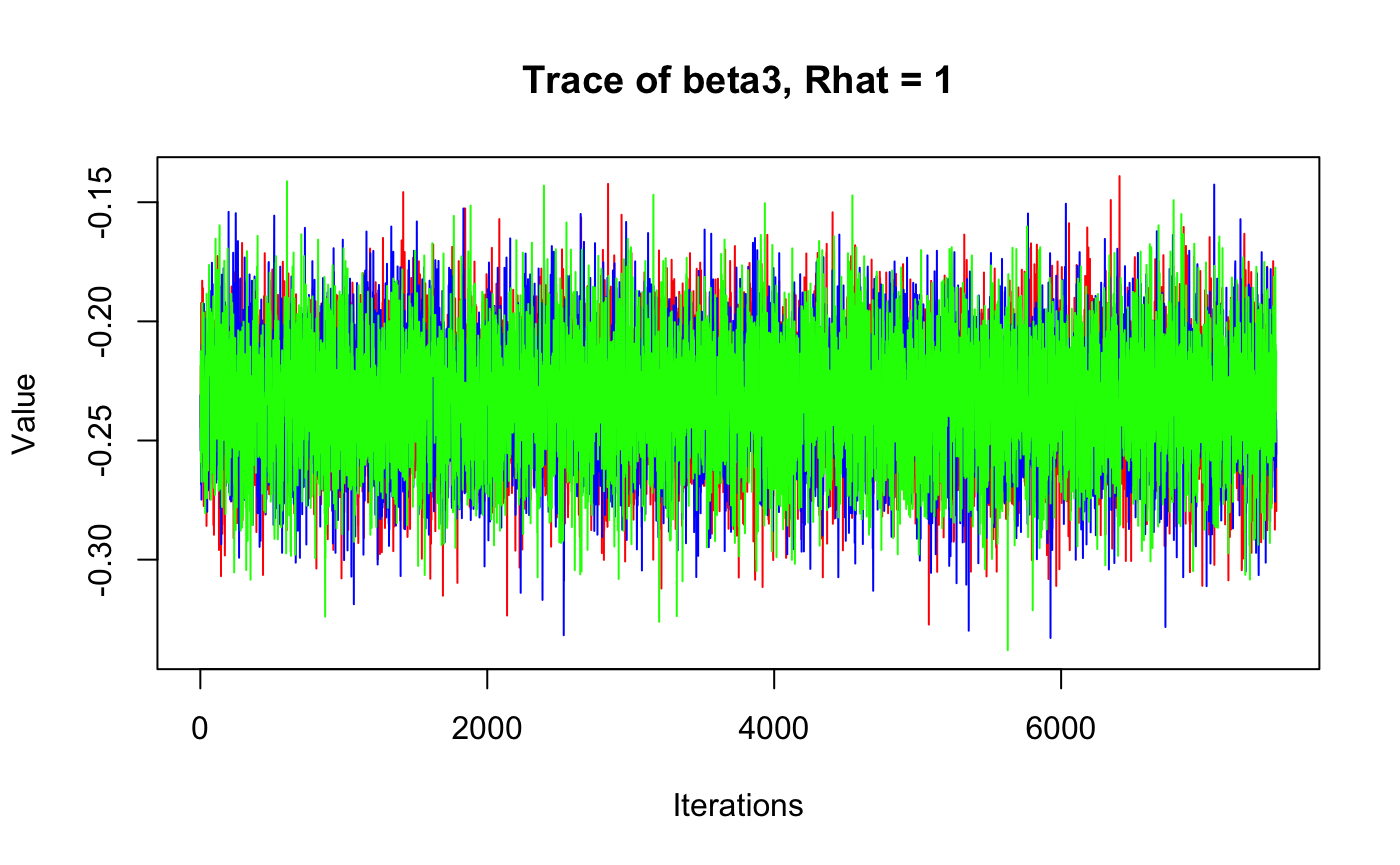 Trace of beta3, Rhat = 1
-0.15
-0.20
-0.25
-0.30
Value
0 2000 4000 6000
Iterations